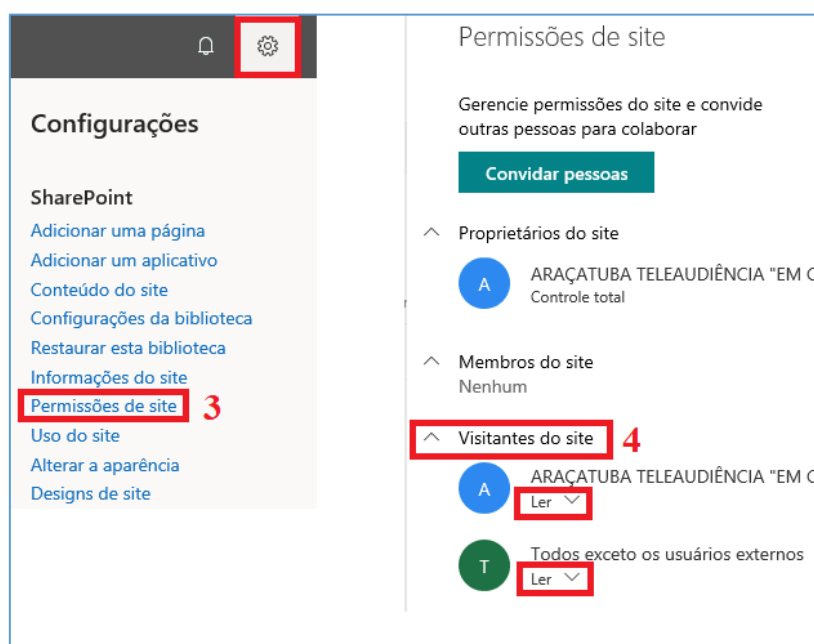 Configurações
SharePoint
Adicionar uma página
Adicionar um aplicativo
Conteúdo do site
Configurações da biblioteca
Restaurar esta biblioteca
Informações do site
Permissões de site 3
Uso do site
Alterar a aparência
Designs de site
Permissões de site
Gerencie permissões do site e convide
outras pessoas para colaborar
Convidar pessoas
Proprietários do site
A
ARAÇATUBA TELEAUDIÊNCIA "EM
Controle total
Membros do site
Nenhum
Visitantes do site 4
A
ARAÇATUBA TELEAUDIÊNCIA "EM
Ler
T
Todos exceto os usuários externos
Ler